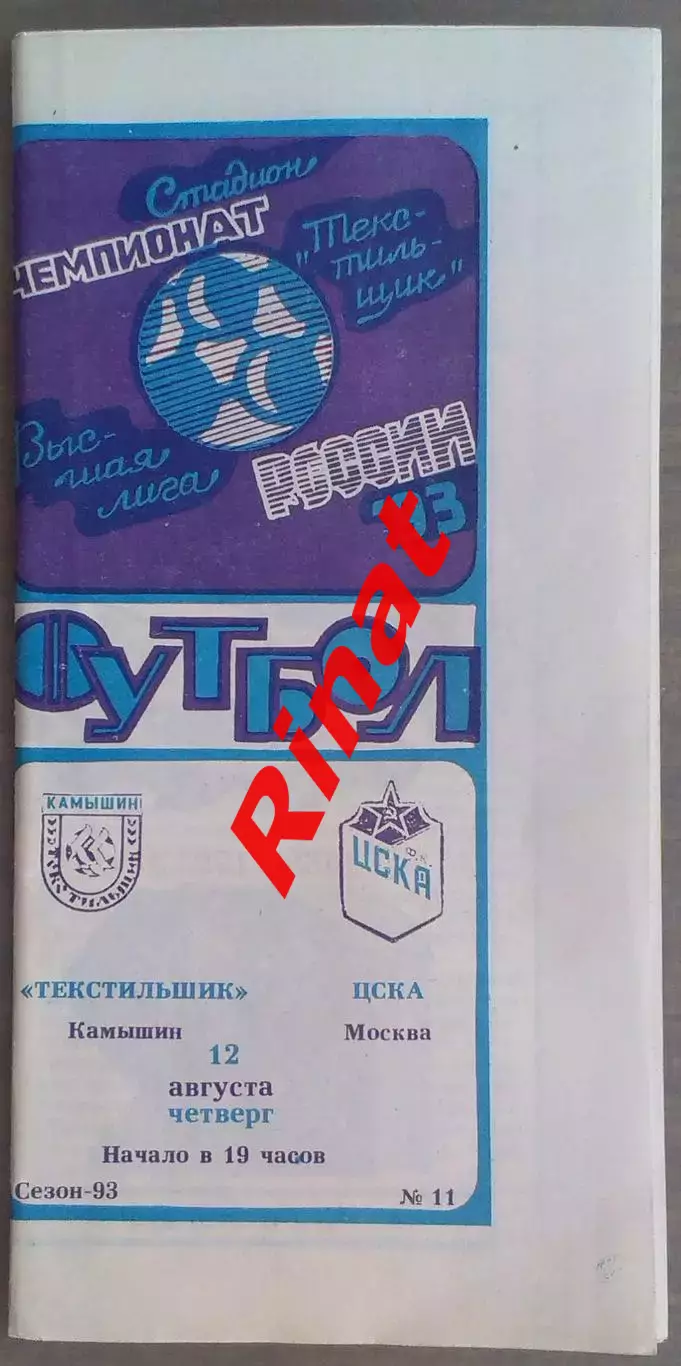 Стадион
ЧЕМПИОНАТ
"Текс-
тиль-
щик"
Выс-
шая
лига
РОССИИ
93
ФУТБОЛ
Rinat
КАМЫШИН
ТЕКСТИЛЬЩИК
Ф.К.
ЦСКА
«ТЕКСТИЛЬШИК» ЦСКА
Камышин Москва
12
августа
четверг
Начало в 19 часов
Сезон-93 № 11